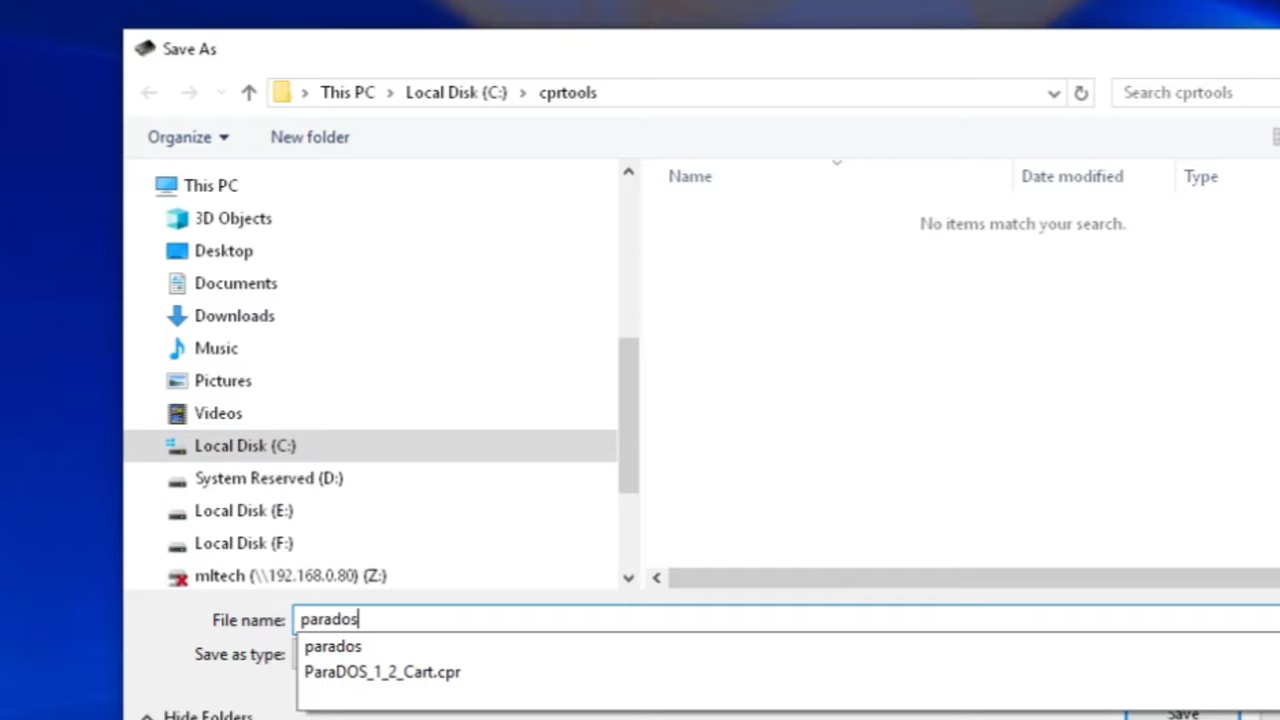 Save As
This PC
Local Disk (C:)
cprtools
Search cprtools
Organize
New folder
Name
Date modified
Type
No items match your search.
This PC
3D Objects
Desktop
Documents
Downloads
Music
Pictures
Videos
Local Disk (C:)
System Reserved (D:)
Local Disk (E:)
Local Disk (F:)
mltech (\\192.168.0.80) (Z:)
File name: parados
Save as type:
parados
ParaDOS_1_2_Cart.cpr
Hide Folders
Save